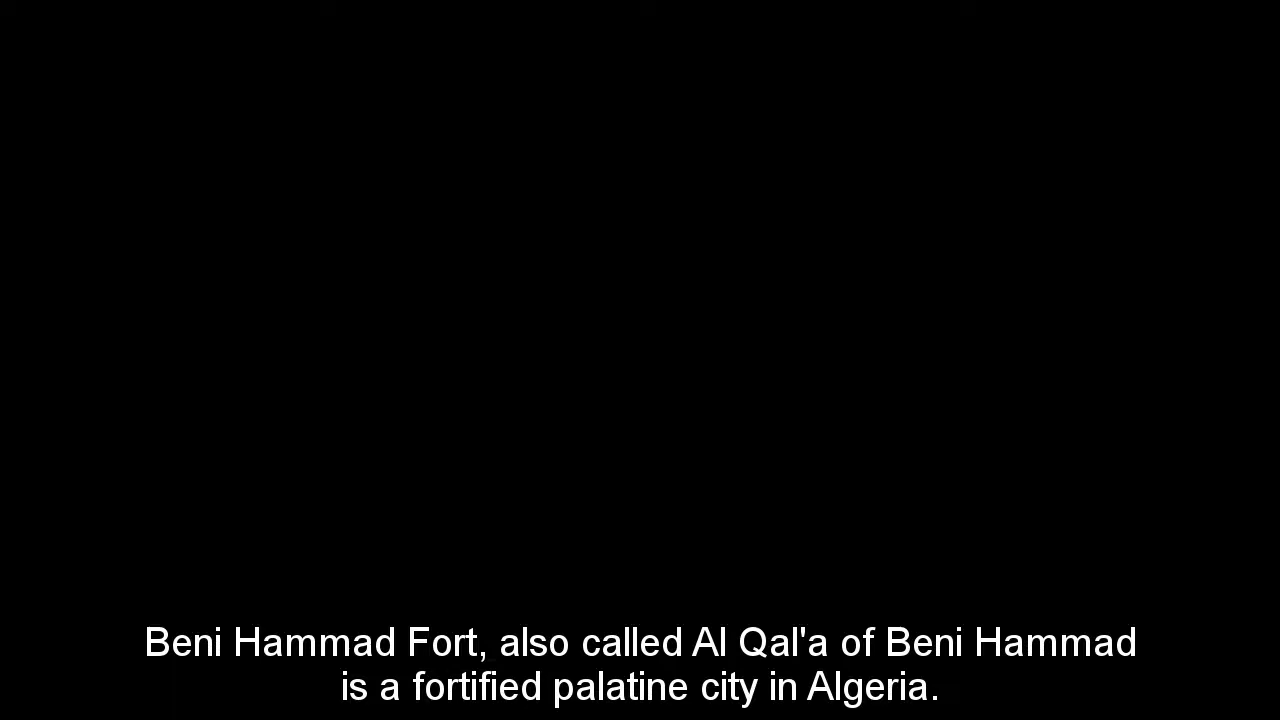 Beni Hammad Fort, also called Al Qal'a of Beni Hammad
is a fortified palatine city in Algeria.